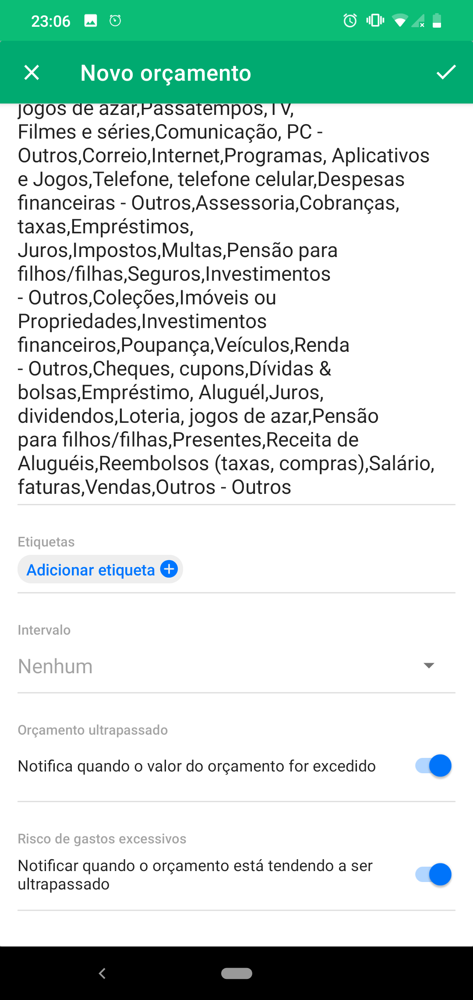 23:06
Novo orçamento
jogos de azar,Passatempos,TV,
Filmes e séries,Comunicação, PC -
Outros,Correio,Internet,Programas, Aplicativos
e Jogos,Telefone, telefone celular,Despesas
financeiras - Outros,Assessoria,Cobranças,
taxas,Empréstimos,
Juros,Impostos,Multas,Pensão para
filhos/filhas,Seguros,Investimentos
- Outros,Coleções,Imóveis ou
Propriedades,Investimentos
financeiros,Poupança,Veículos,Renda
- Outros,Cheques, cupons,Dívidas &
bolsas,Empréstimo, Aluguél,Juros,
dividendos,Loteria, jogos de azar,Pensão
para filhos/filhas,Presentes,Receita de
Aluguéis,Reembolsos (taxas, compras),Salário,
faturas,Vendas,Outros - Outros
Etiquetas
Adicionar etiqueta
Intervalo
Nenhum
Orçamento ultrapassado
Notifica quando o valor do orçamento for excedido
Risco de gastos excessivos
Notificar quando o orçamento está tendendo a ser
ultrapassado